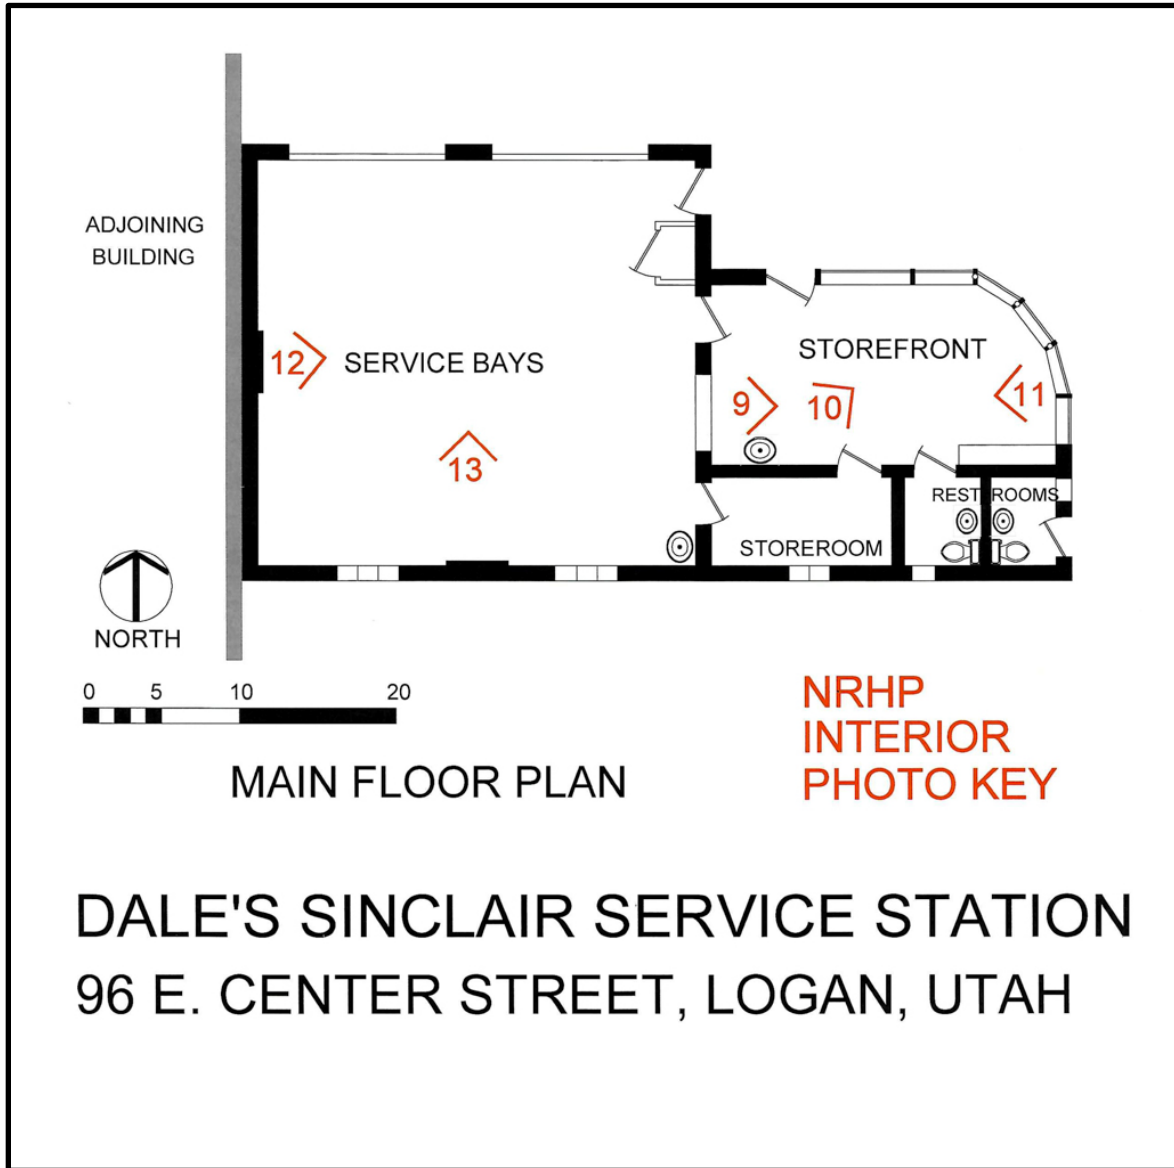 ADJOINING
BUILDING
12
SERVICE BAYS
13
STOREFRONT
9
10
11
RESTROOMS
STOREROOM
NORTH
0 5 10 20
MAIN FLOOR PLAN
NRHP
INTERIOR
PHOTO KEY
DALE'S SINCLAIR SERVICE STATION
96 E. CENTER STREET, LOGAN, UTAH